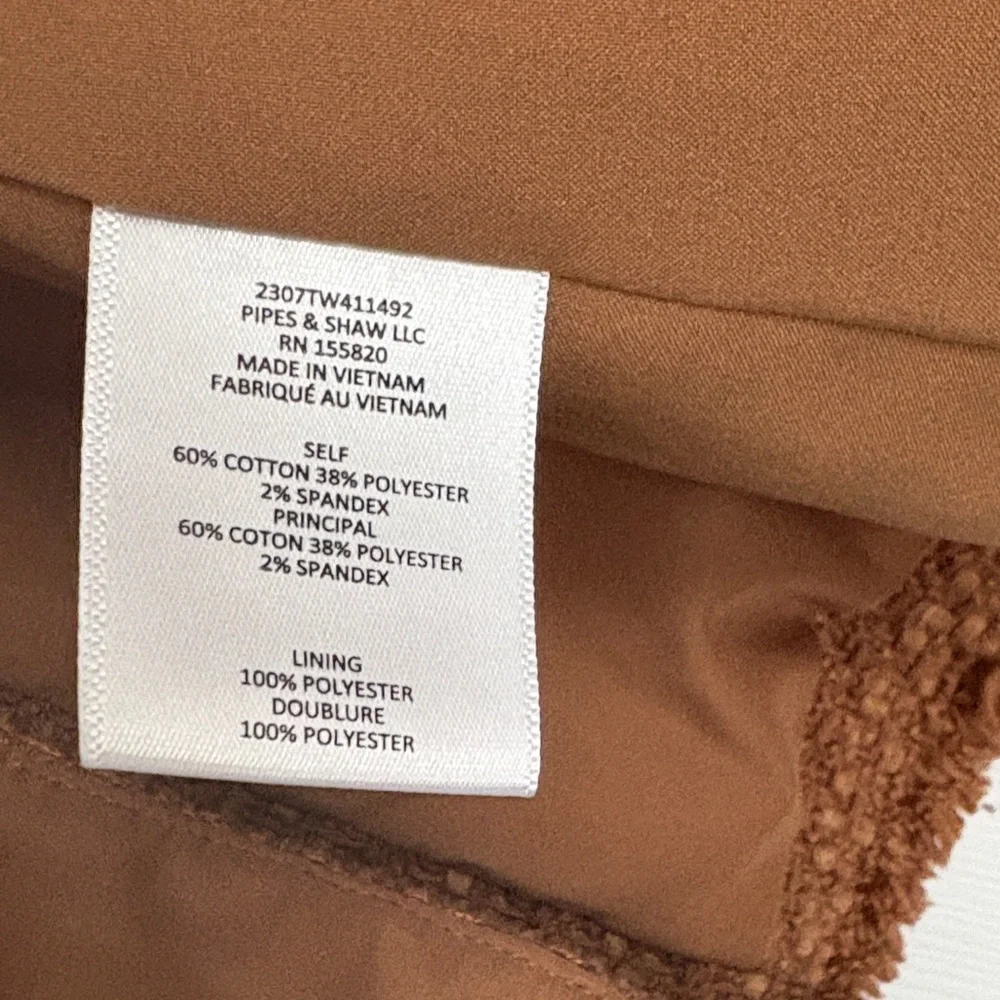 2307TW411492
PIPES & SHAW LLC
RN 155820
MADE IN VIETNAM
FABRIQUÉ AU VIETNAM
SELF
60% COTTON 38% POLYESTER
2% SPANDEX
PRINCIPAL
60% COTON 38% POLYESTER
2% SPANDEX
LINING
100% POLYESTER
DOUBLURE
100% POLYESTER